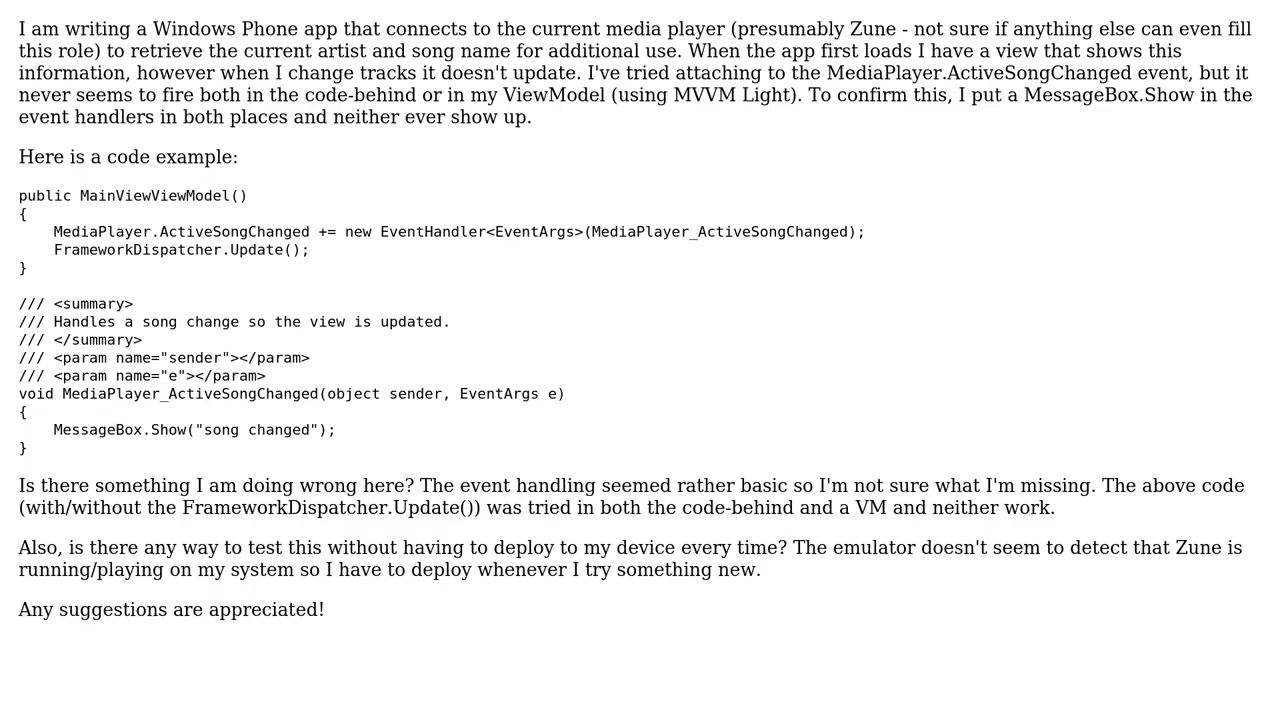 I am writing a Windows Phone app that connects to the current media player (presumably Zune - not sure if anything else can even fill
this role) to retrieve the current artist and song name for additional use. When the app first loads I have a view that shows this
information, however when I change tracks it doesn't update. I've tried attaching to the MediaPlayer.ActiveSongChanged event, but it
never seems to fire both in the code-behind or in my ViewModel (using MVVM Light). To confirm this, I put a MessageBox.Show in the
event handlers in both places and neither ever show up.
Here is a code example:
public MainViewViewModel()
{
    MediaPlayer.ActiveSongChanged += new EventHandler<EventArgs>(MediaPlayer_ActiveSongChanged);
    FrameworkDispatcher.Update();
}
/// <summary>
/// Handles a song change so the view is updated.
/// </summary>
/// <param name="sender"></param>
/// <param name="e"></param>
void MediaPlayer_ActiveSongChanged(object sender, EventArgs e)
{
    MessageBox.Show("song changed");
}
Is there something I am doing wrong here? The event handling seemed rather basic so I'm not sure what I'm missing. The above code
(with/without the FrameworkDispatcher.Update()) was tried in both the code-behind and a VM and neither work.
Also, is there any way to test this without having to deploy to my device every time? The emulator doesn't seem to detect that Zune is
running/playing on my system so I have to deploy whenever I try something new.
Any suggestions are appreciated!